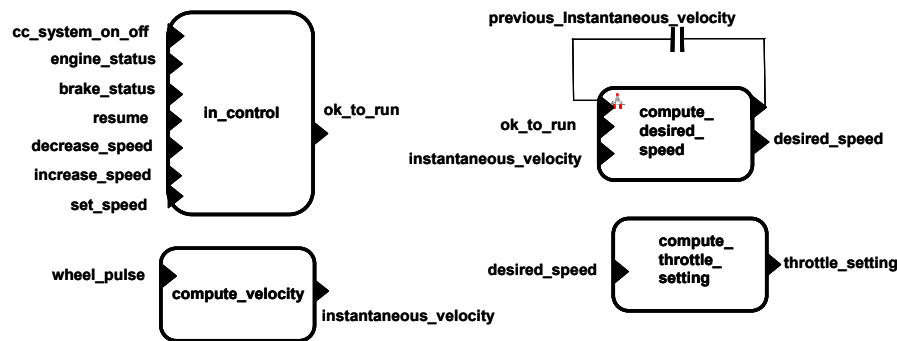 cc_system_on_off
engine_status
brake_status
resume
decrease_speed
increase_speed
set_speed
in_control
ok_to_run
previous_Instantaneous_velocity
ok_to_run
instantaneous_velocity
compute_
desired_
speed
desired_speed
wheel_pulse
compute_velocity
instantaneous_velocity
desired_speed
compute_
throttle_
setting
throttle_setting